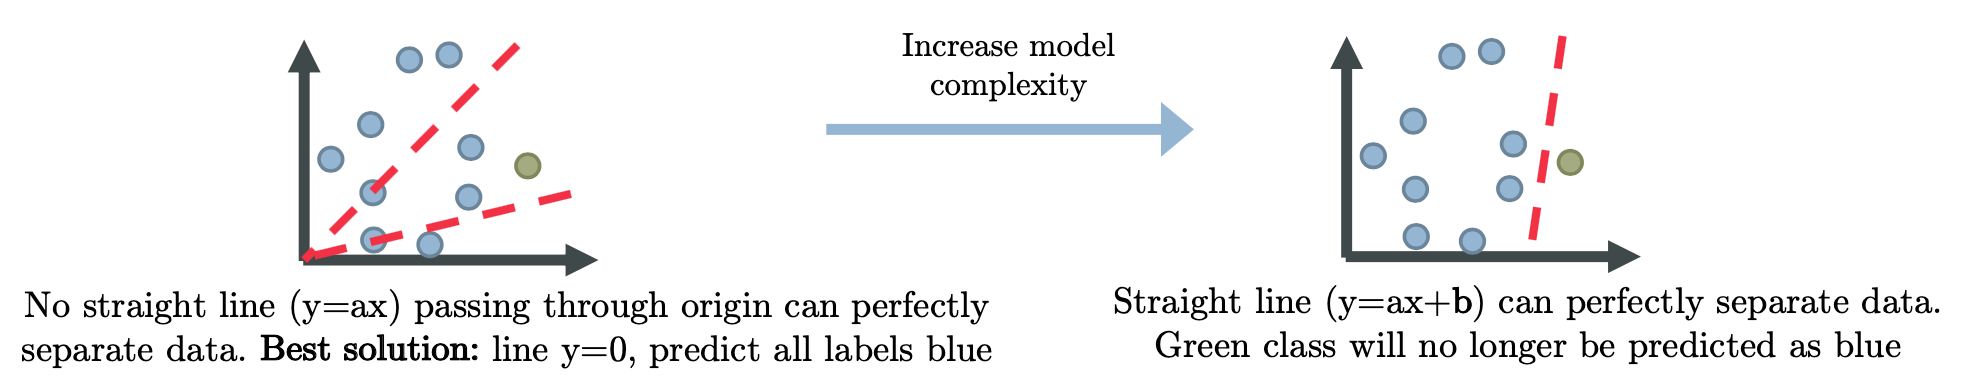 Increase model
complexity
No straight line (y=ax) passing through origin can perfectly
separate data. Best solution: line y=0, predict all labels blue
Straight line (y=ax+b) can perfectly separate data.
Green class will no longer be predicted as blue